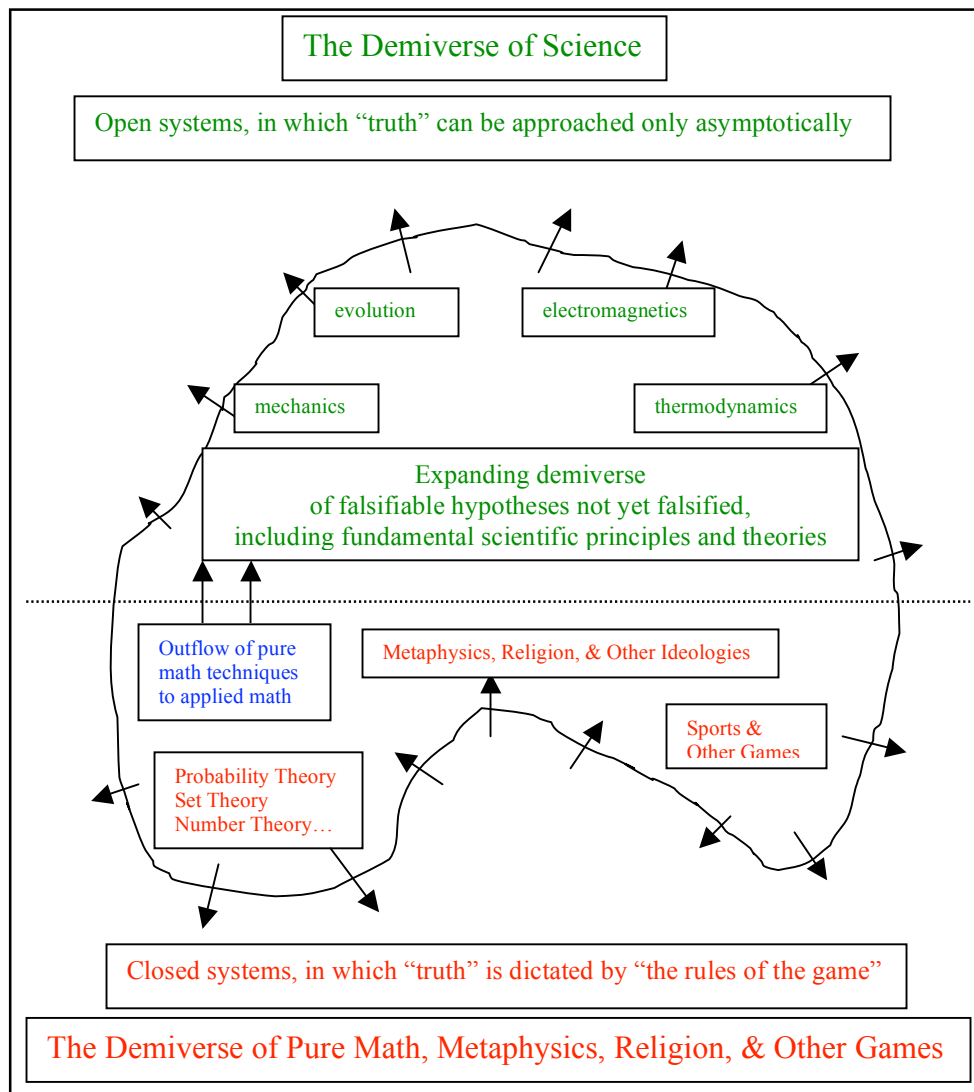 The Demiverse of Science
Open systems, in which “truth” can be approached only asymptotically
evolution
electromagnetics
mechanics
thermodynamics
Expanding demiverse
of falsifiable hypotheses not yet falsified,
including fundamental scientific principles and theories
Outflow of pure
math techniques
to applied math
Metaphysics, Religion, & Other Ideologies
Sports &
Other Games
Probability Theory
Set Theory
Number Theory…
Closed systems, in which “truth” is dictated by “the rules of the game”
The Demiverse of Pure Math, Metaphysics, Religion, & Other Games